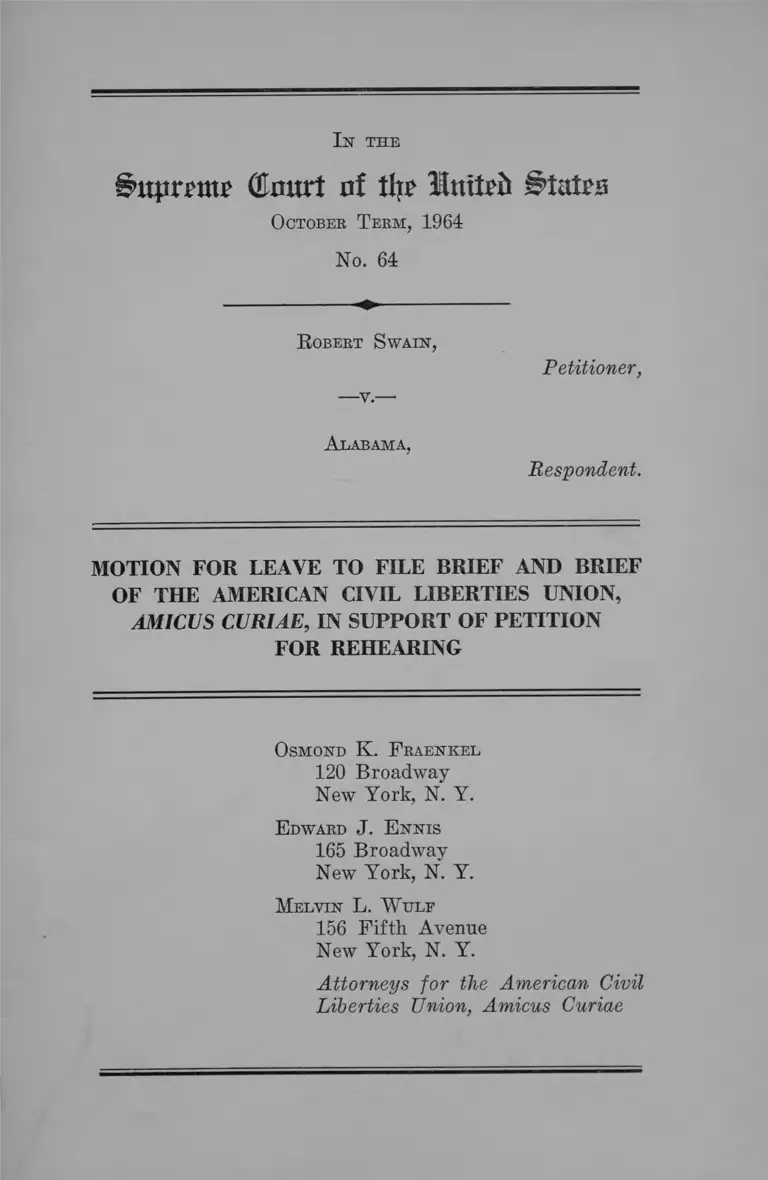 IN THE
Supreme Court of the United States
OCTOBER TERM, 1964
No. 64
ROBERT SWAIN,
Petitioner,
—v.—
ALABAMA,
Respondent.
MOTION FOR LEAVE TO FILE BRIEF AND BRIEF
OF THE AMERICAN CIVIL LIBERTIES UNION,
AMICUS CURIAE, IN SUPPORT OF PETITION
FOR REHEARING
OSMOND K. FRAENKEL
120 Broadway
New York, N. Y.
EDWARD J. ENNIS
165 Broadway
New York, N. Y.
MELVIN L. WULF
156 Fifth Avenue
New York, N. Y.
Attorneys for the American Civil
Liberties Union, Amicus Curiae